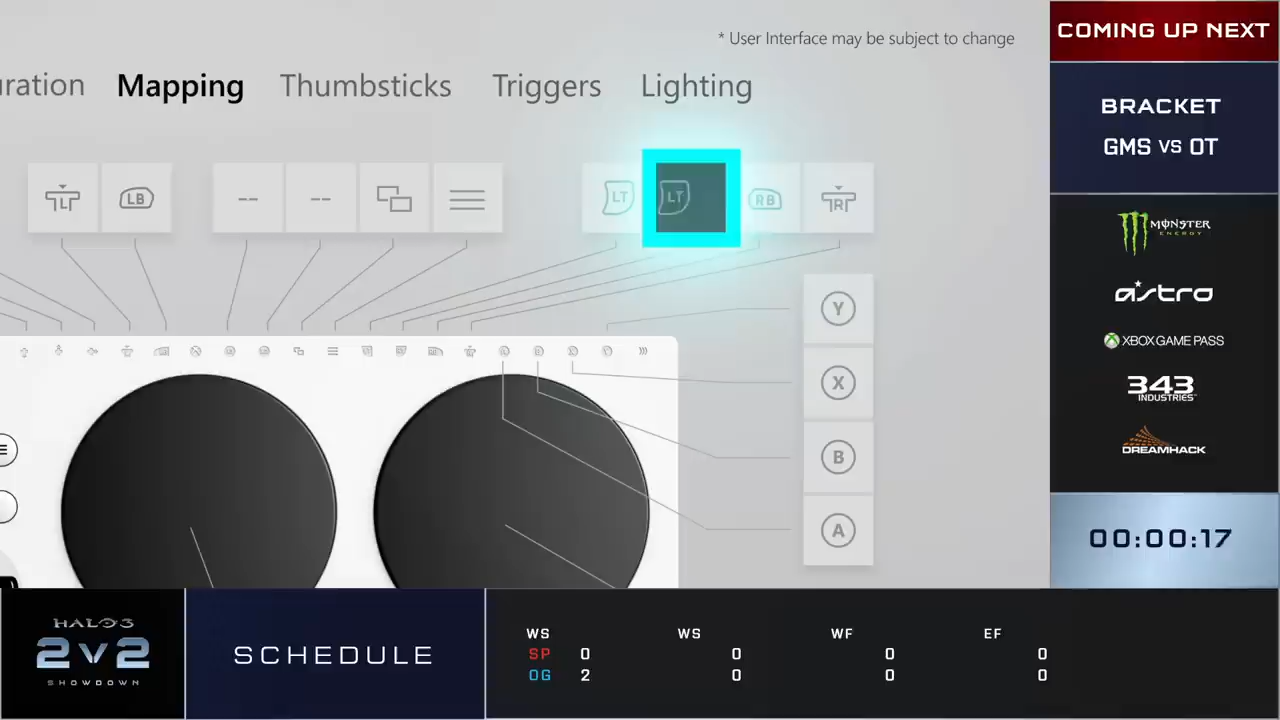 * User Interface may be subject to change
uration Mapping Thumbsticks Triggers Lighting
LT LB -- -- LT LT RB R
Y
X
B
A
COMING UP NEXT
BRACKET
GMS VS OT
MONSTER
ENERGY
ASTRO
XBOX GAME PASS
343
INDUSTRIES
DREAMHACK
00:00:17
HALO 3
2v2
SHOWDOWN
SCHEDULE
WS WS WF EF
SP 0 0 0 0
OG 2 0 0 0